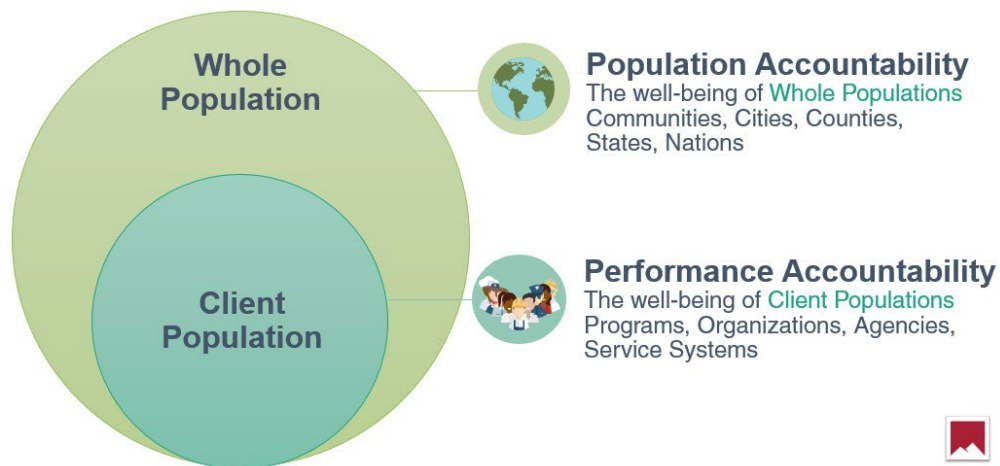 Whole
Population
Population Accountability
The well-being of Whole Populations
Communities, Cities, Counties,
States, Nations
Client
Population
Performance Accountability
The well-being of Client Populations
Programs, Organizations, Agencies,
Service Systems